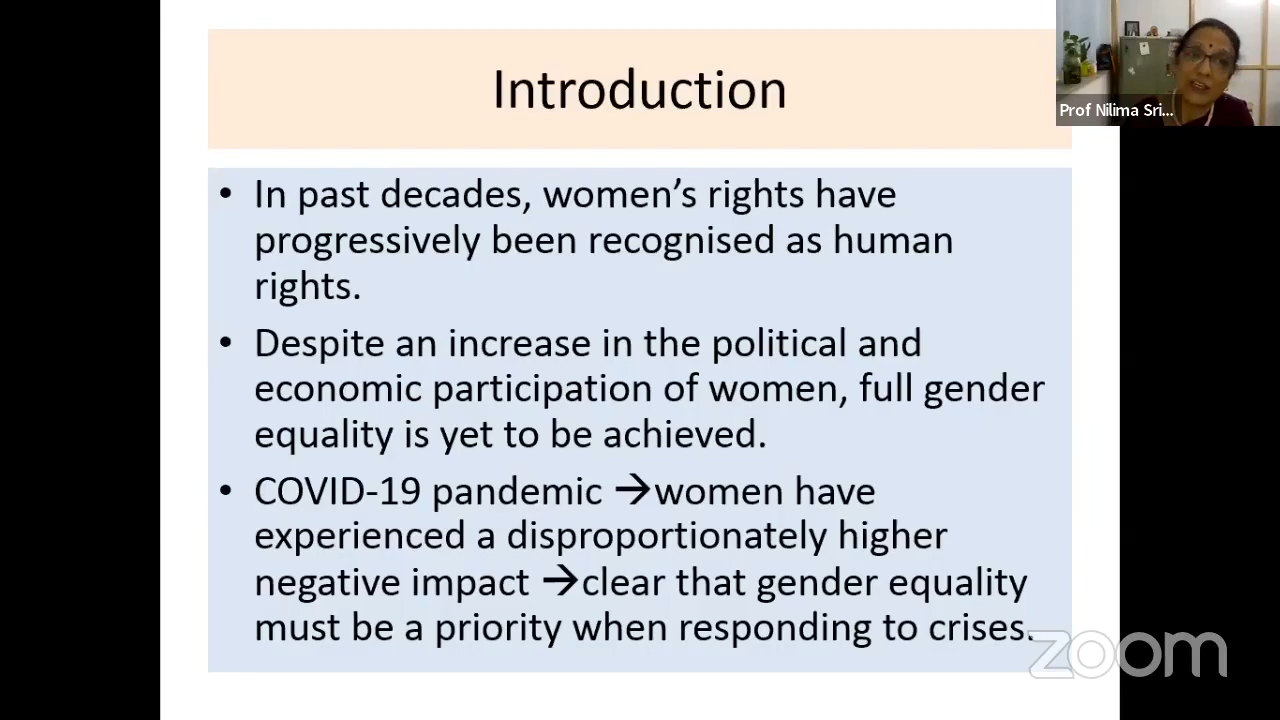 Introduction
Prof Nilima Sri...
• In past decades, women’s rights have
progressively been recognised as human
rights.
• Despite an increase in the political and
economic participation of women, full gender
equality is yet to be achieved.
• COVID-19 pandemic →women have
experienced a disproportionately higher
negative impact →clear that gender equality
must be a priority when responding to crises.
zoom